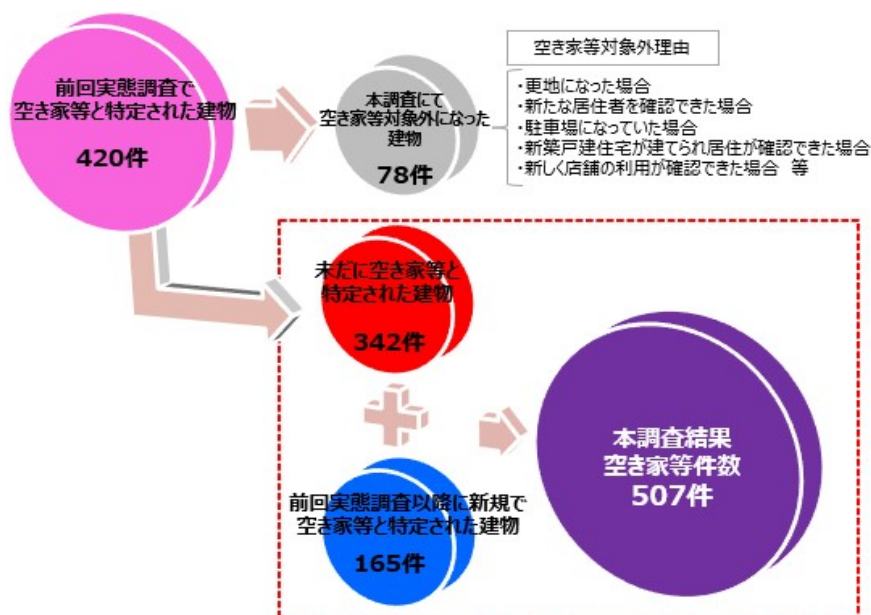 前回実態調査で
空き家等と特定された建物
420件
本調査にて
空き家等対象外になった
建物
78件
空き家等対象外理由
・更地になった場合
・新たな居住者を確認できた場合
・駐車場になっていた場合
・新築戸建住宅が建てられ居住が確認できた場合
・新しく店舗の利用が確認できた場合 等
未だに空き家等と
特定された建物
342件
前回実態調査以降に新規で
空き家等と特定された建物
165件
本調査結果
空き家等件数
507件